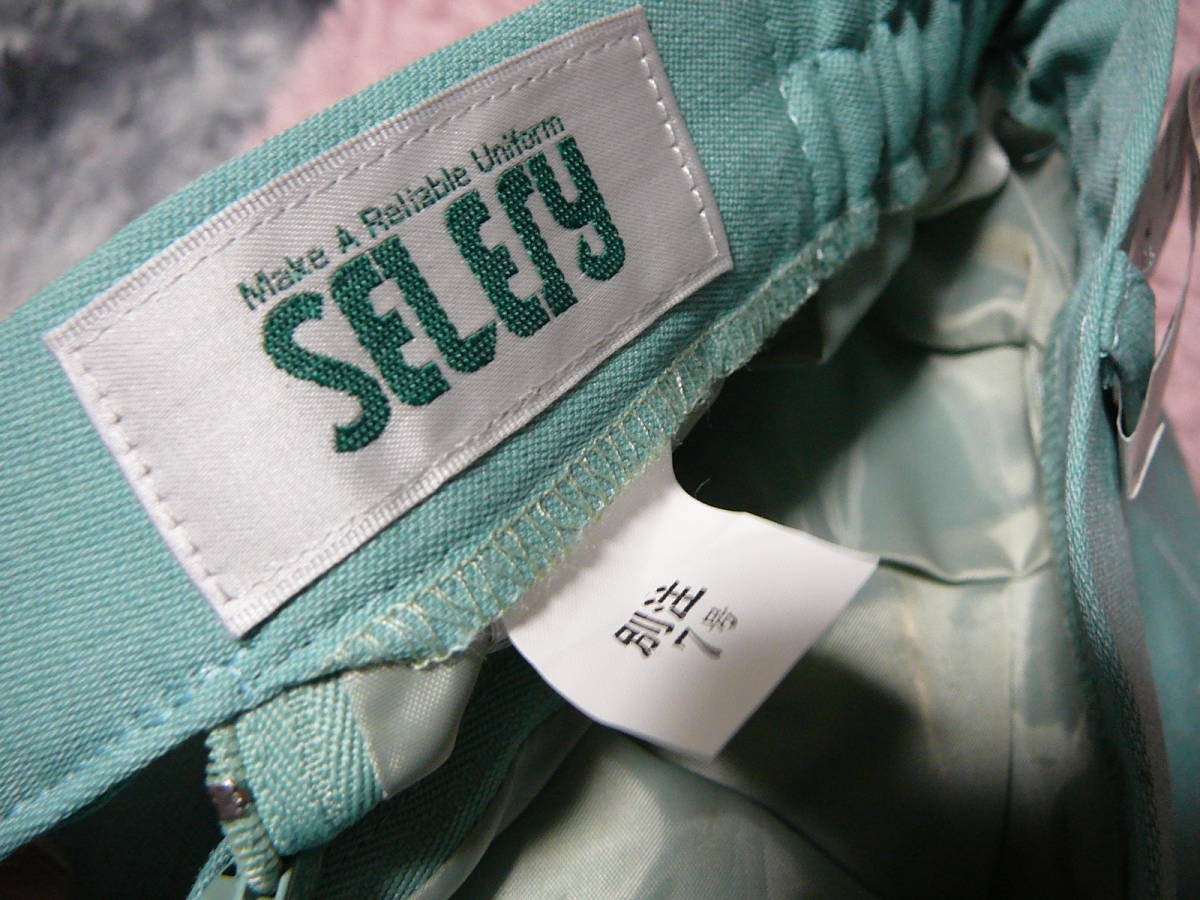 Make A Reliable Uniform
SELERY
別注
7号